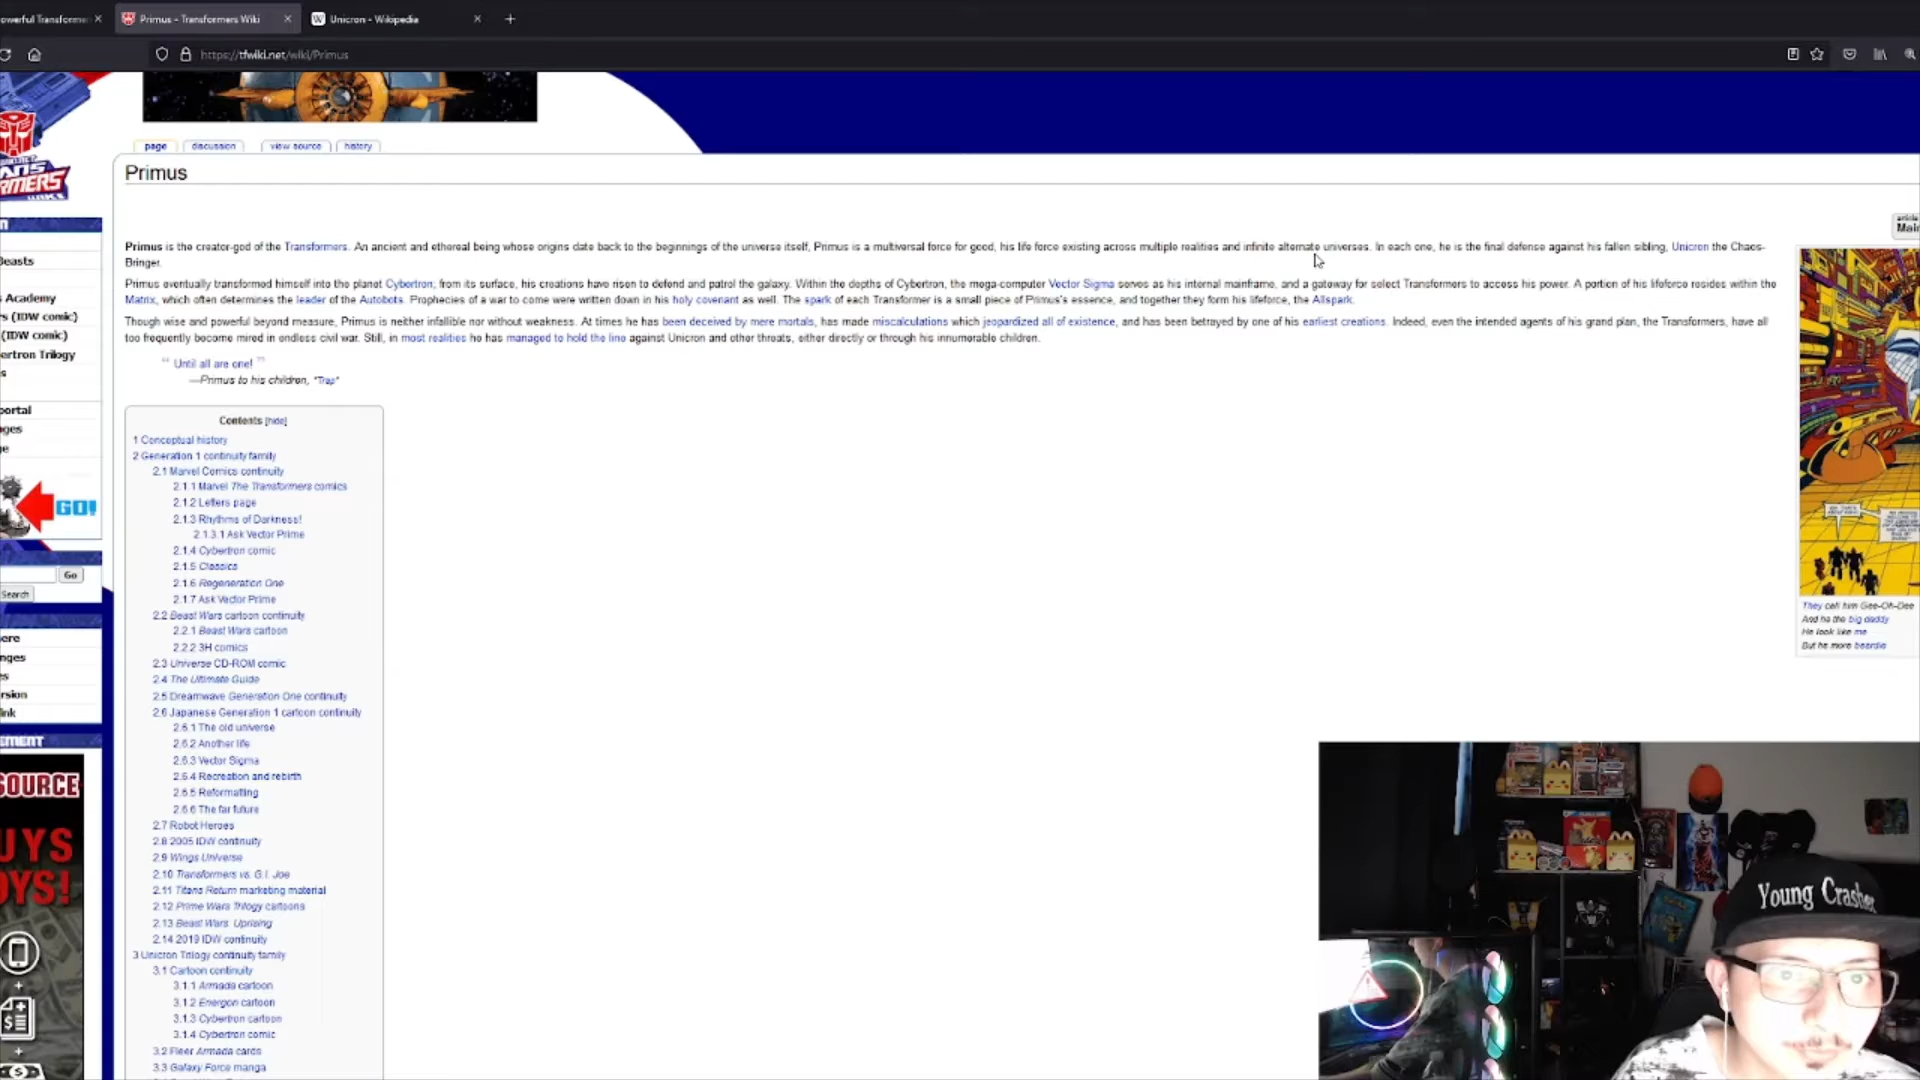 owerful Transformer
Primus - Transformers Wiki
Unicron - Wikipedia
https://tfwiki.net/wiki/Primus
page
discussion
view source
history
Primus
Primus is the creator-god of the Transformers. An ancient and ethereal being whose origins date back to the beginnings of the universe itself, Primus is a multiversal force for good, his life force existing across multiple realities and infinite alternate universes. In each one, he is the final defense against his fallen sibling, Unicron the Chaos-
Bringer.
Primus eventually transformed himself into the planet Cybertron; from its surface, his creations have risen to defend and patrol the galaxy. Within the depths of Cybertron, the mega-computer Vector Sigma serves as his internal mainframe, and a gateway for select Transformers to access his power. A portion of his lifeforce resides within the
Matrix, which often determines the leader of the Autobots. Prophecies of a war to come were written down in his holy covenant as well. The spark of each Transformer is a small piece of Primus's essence, and together they form his lifeforce, the Allspark.
Though wise and powerful beyond measure, Primus is neither infallible nor without weakness. At times he has been deceived by mere mortals, has made miscalculations which jeopardized all of existence, and has been betrayed by one of his earliest creations. Indeed, even the intended agents of his grand plan, the Transformers, have all
too frequently become mired in endless civil war. Still, in most realities he has managed to hold the line against Unicron and other threats, either directly or through his innumerable children.
" Until all are one! "
—Primus to his children, "Trap"
Contents [hide]
1 Conceptual history
2 Generation 1 continuity family
2.1 Marvel Comics continuity
2.1.1 Marvel The Transformers comics
2.1.2 Letters page
2.1.3 Rhythms of Darkness!
2.1.3.1 Ask Vector Prime
2.1.4 Cybertron comic
2.1.5 Classics
2.1.6 Regeneration One
2.1.7 Ask Vector Prime
2.2 Beast Wars cartoon continuity
2.2.1 Beast Wars cartoon
2.2.2 3H comics
2.3 Universe CD-ROM comic
2.4 The Ultimate Guide
2.5 Dreamwave Generation One continuity
2.6 Japanese Generation 1 cartoon continuity
2.6.1 The old universe
2.6.2 Another life
2.6.3 Vector Sigma
2.6.4 Recreation and rebirth
2.6.5 Reformatting
2.6.6 The far future
2.7 Robot Heroes
2.8 2005 IDW continuity
2.9 Wings Universe
2.10 Transformers vs. G.I. Joe
2.11 Titans Return marketing material
2.12 Prime Wars Trilogy cartoons
2.13 Beast Wars: Uprising
2.14 2019 IDW continuity
3 Unicron Trilogy continuity family
3.1 Cartoon continuity
3.1.1 Armada cartoon
3.1.2 Energon cartoon
3.1.3 Cybertron cartoon
3.1.4 Cybertron comic
3.2 Fleer Armada cards
3.3 Galaxy Force manga
article
Mai
They call him Gee-Oh-Dee
And he the big daddy
He look like me
But he more beardie
ANS
RMERS
Beasts
s Academy
s (IDW comic)
(IDW comic)
ertron Trilogy
s
portal
nges
ge
GO!
Go
Search
ere
nges
es
rsion
ink
EMENT
SOURCE
UYS
OYS!
Young Crasher